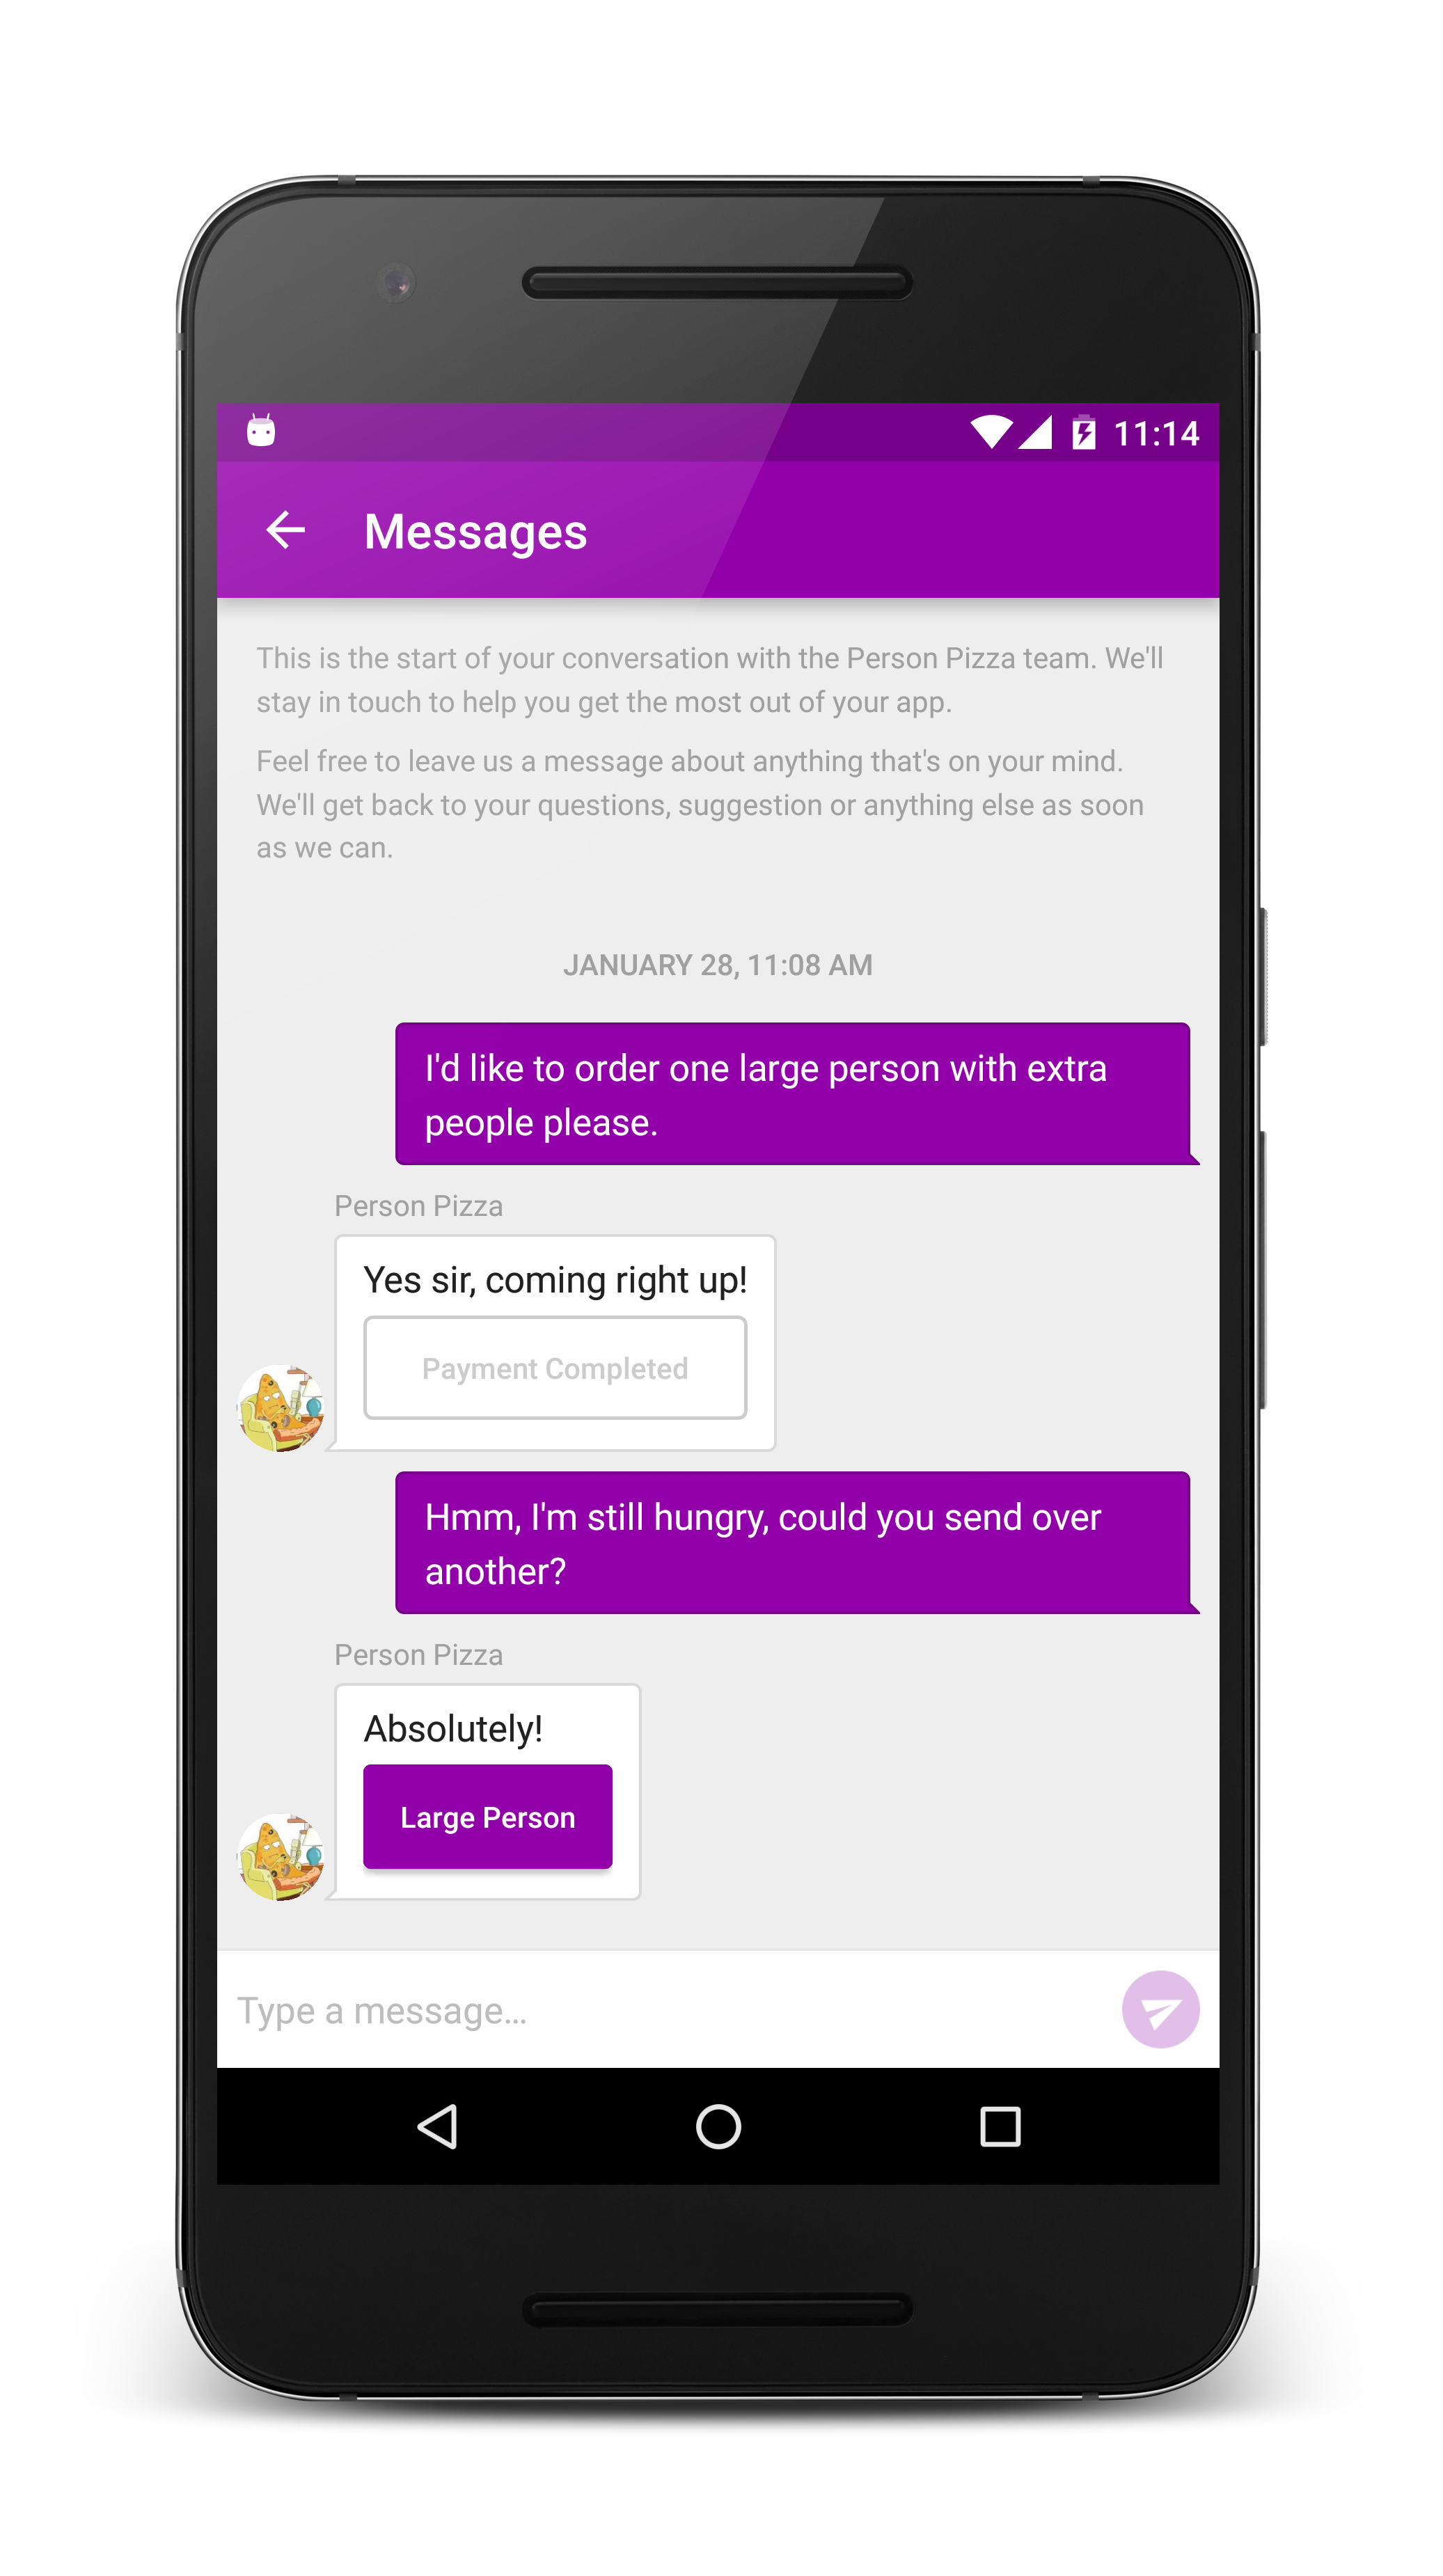 11:14
Messages
This is the start of your conversation with the Person Pizza team. We'll
stay in touch to help you get the most out of your app.
Feel free to leave us a message about anything that's on your mind.
We'll get back to your questions, suggestion or anything else as soon
as we can.
JANUARY 28, 11:08 AM
I'd like to order one large person with extra
people please.
Person Pizza
Yes sir, coming right up!
Payment Completed
Hmm, I'm still hungry, could you send over
another?
Person Pizza
Absolutely!
Large Person
Type a message…